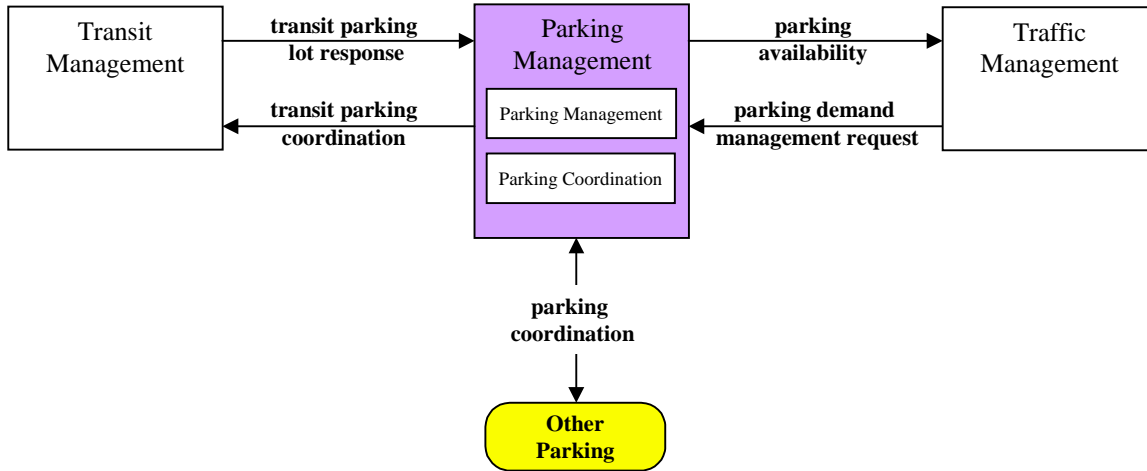 Transit
Management
transit parking
lot response
transit parking
coordination
Parking
Management
Parking Management
Parking Coordination
parking
availability
parking demand
management request
Traffic
Management
parking
coordination
Other
Parking